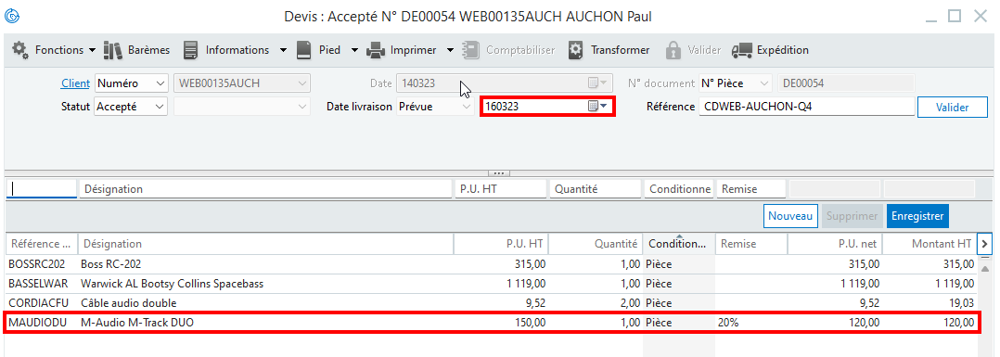 Devis : Accepté N° DE00054 WEB00135AUCH AUCHON Paul
Fonctions Barèmes Informations Pied Imprimer Comptabiliser Transformer Valider Expédition
Client Numéro WEB00135AUCH Date 140323 N° document N° Pièce DE00054
Statut Accepté Date livraison Prévue 160323 Référence CDWEB-AUCHON-Q4 Valider
Désignation P.U. HT Quantité Conditionne Remise
Nouveau Supprimer Enregistrer
Référence ... Désignation P.U. HT Quantité Condition... Remise P.U. net Montant HT
BOSSRC202 Boss RC-202 315,00 1,00 Pièce 315,00 315,00
BASSELWAR Warwick AL Bootsy Collins Spacebass 1 119,00 1,00 Pièce 1 119,00 1 119,00
CORDIACFU Câble audio double 9,52 2,00 Pièce 9,52 19,03
MAUDIODU M-Audio M-Track DUO 150,00 1,00 Pièce 20% 120,00 120,00